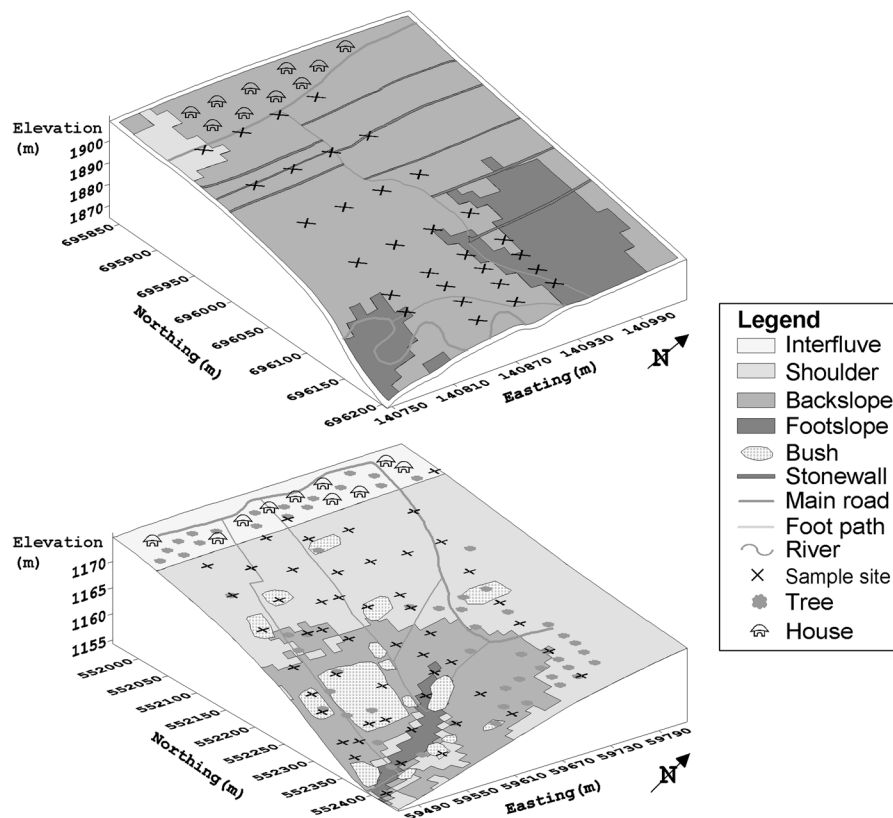 Elevation
(m)
1900
1890
1880
1870
695850
695900
695950
696000
696050
696100
696150
696200
Northing(m)
140750
140810
140870
140930
140990
Easting(m)
N
Legend
Interfluve
Shoulder
Backslope
Footslope
Bush
Stonewall
Main road
Foot path
River
Sample site
Tree
House
Elevation
(m)
1170
1165
1160
1155
552000
552050
552100
552150
552200
552250
552300
552350
552400
Northing(m)
59490
59550
59610
59670
59730
59790
Easting(m)
N